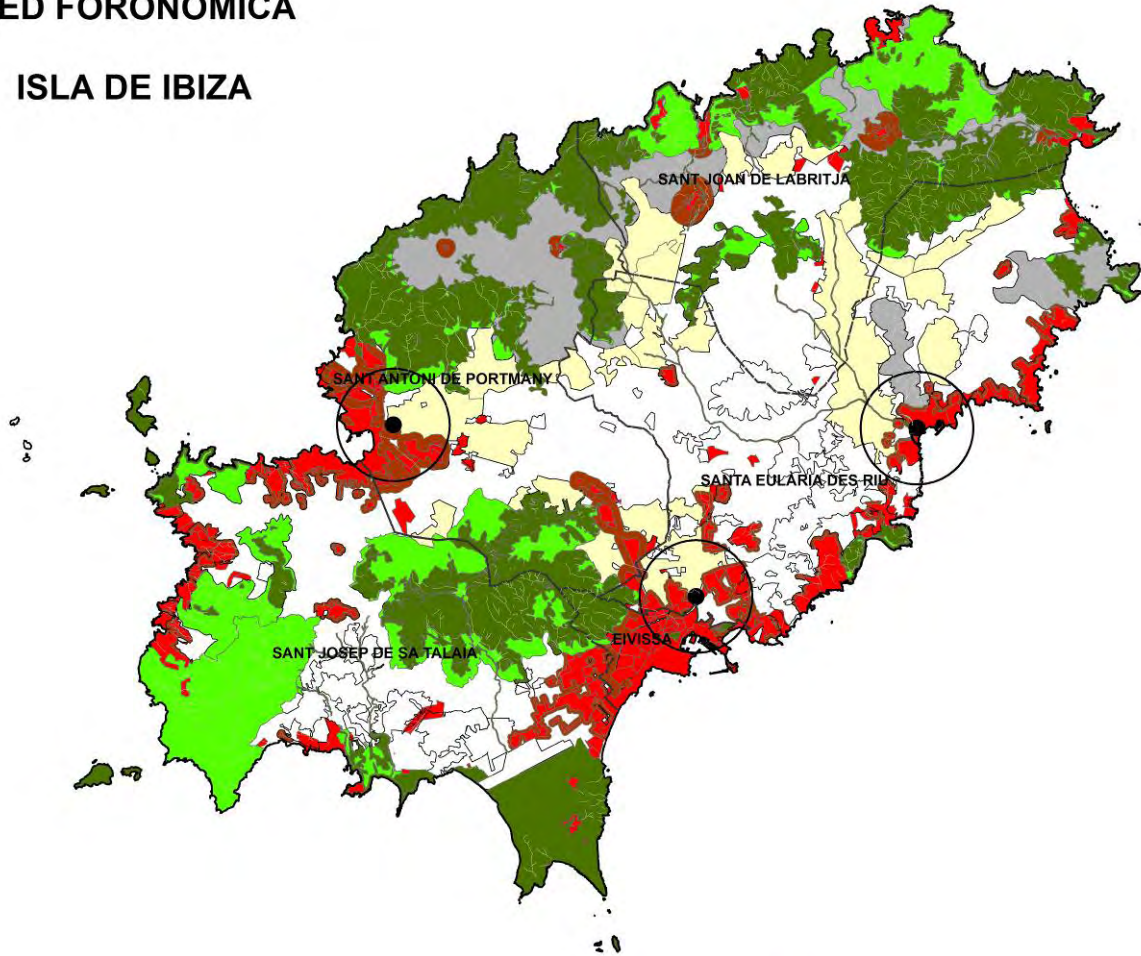 ED FORONÓMICA
ISLA DE IBIZA
SANT JOAN DE LABRITJA
SANT ANTONI DE PORTMANY
SANTA EULÀRIA DES RIU
EIVISSA
SANT JOSEP DE SA TALAIA